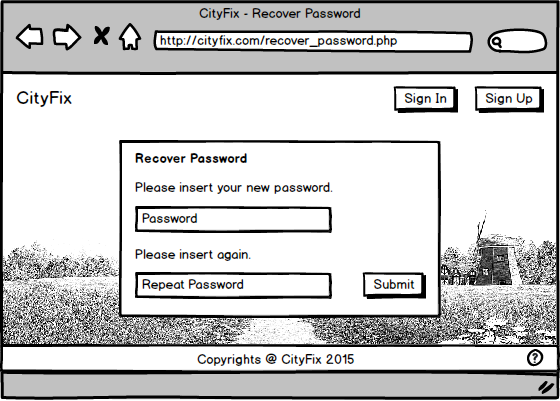 CityFix - Recover Password
http://cityfix.com/recover_password.php
CityFix
Sign In
Sign Up
Recover Password
Please insert your new password.
Password
Please insert again.
Repeat Password
Submit
Copyrights @ CityFix 2015
?